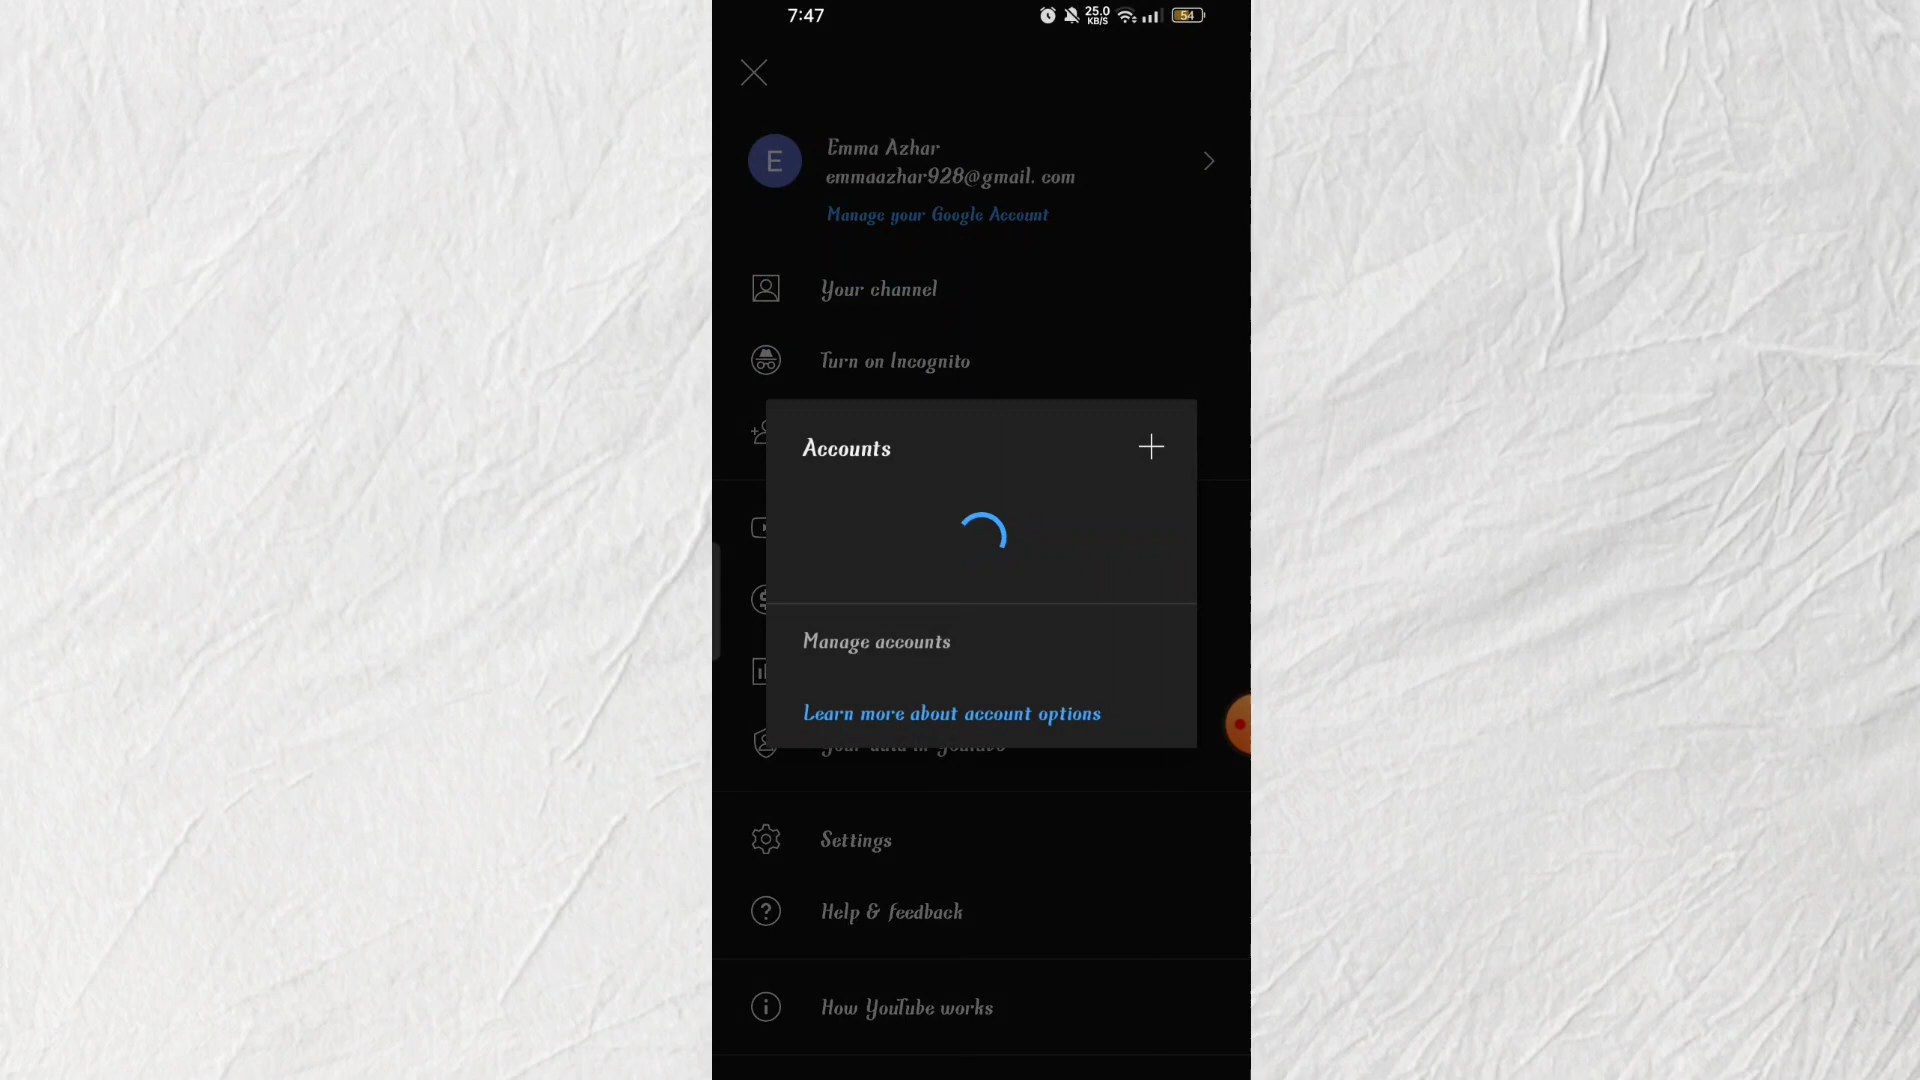 7:47
25.0
KB/S
54
E
Emma Azhar
emmaazhar928@gmail. com
Manage your Google Account
Your channel
Turn on Incognito
Accounts
Manage accounts
Learn more about account options
Your data in YouTube
Settings
Help & feedback
How YouTube works